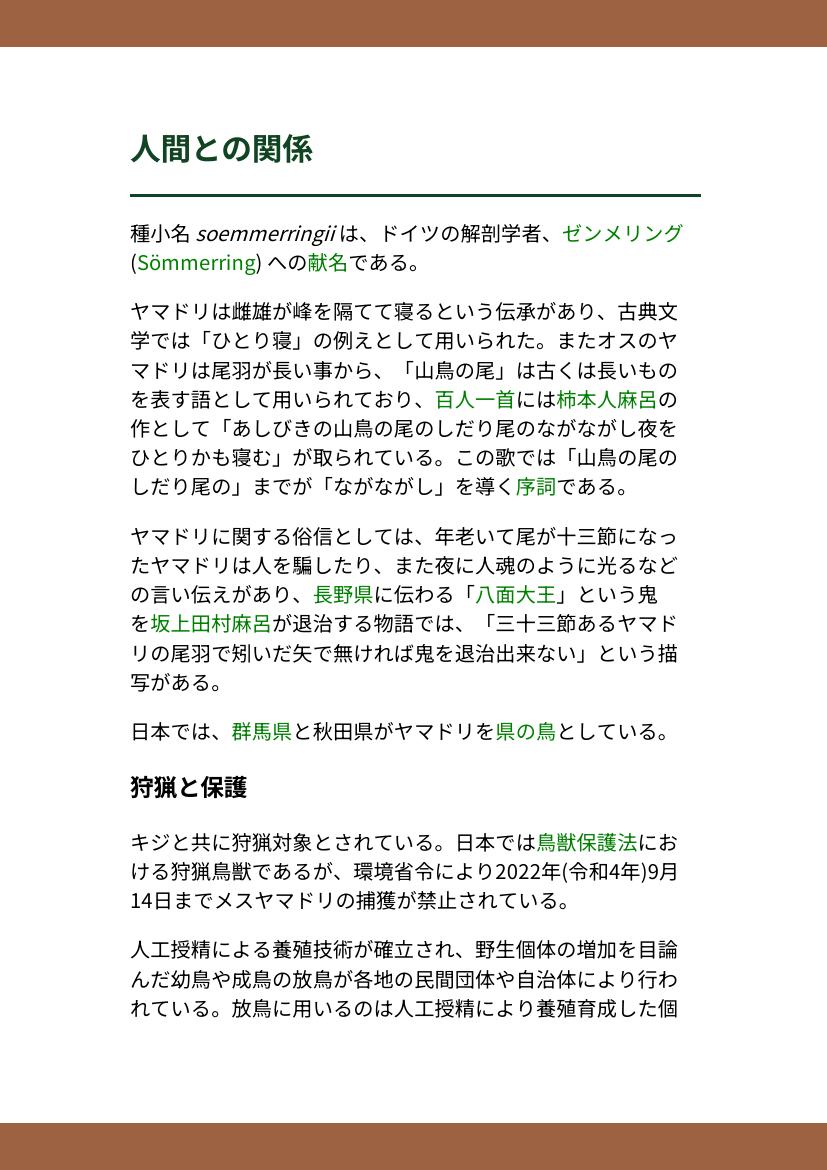 人間との関係
種小名 soemmerringii は、ドイツの解剖学者、ゼンメリング
(Sömmerring) への献名である。
ヤマドリは雌雄が峰を隔てて寝るという伝承があり、古典文
学では「ひとり寝」の例えとして用いられた。またオスのヤ
マドリは尾羽が長い事から、「山鳥の尾」は古くは長いもの
を表す語として用いられており、百人一首には柿本人麻呂の
作として「あしびきの山鳥の尾のしだり尾のながながし夜を
ひとりかも寝む」が取られている。この歌では「山鳥の尾の
しだり尾の」までが「ながながし」を導く序詞である。
ヤマドリに関する俗信としては、年老いて尾が十三節になっ
たヤマドリは人を騙したり、また夜に人魂のように光るなど
の言い伝えがあり、長野県に伝わる「八面大王」という鬼
を坂上田村麻呂が退治する物語では、「三十三節あるヤマド
リの尾羽で矧いだ矢で無ければ鬼を退治出来ない」という描
写がある。
日本では、群馬県と秋田県がヤマドリを県の鳥としている。
狩猟と保護
キジと共に狩猟対象とされている。日本では鳥獣保護法にお
ける狩猟鳥獣であるが、環境省令により2022年(令和4年)9月
14日までメスヤマドリの捕獲が禁止されている。
人工授精による養殖技術が確立され、野生個体の増加を目論
んだ幼鳥や成鳥の放鳥が各地の民間団体や自治体により行わ
れている。放鳥に用いるのは人工授精により養殖育成した個